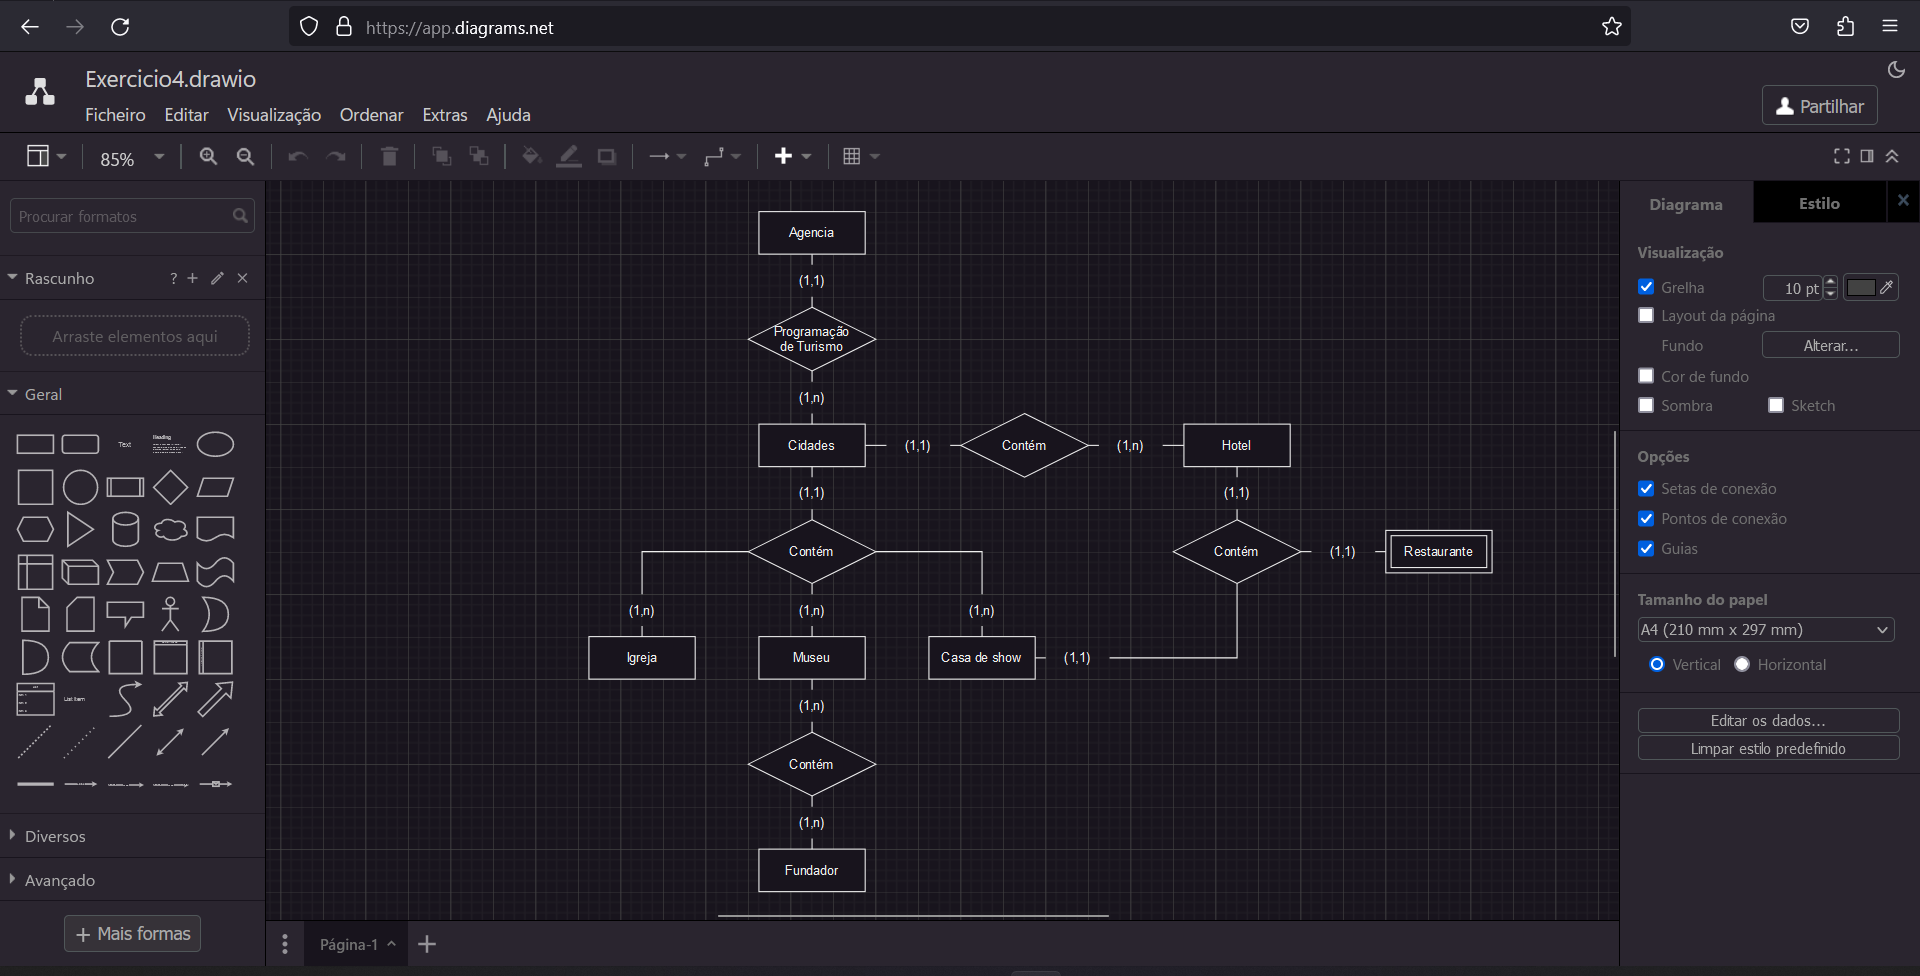 https://app.diagrams.net
Exercicio4.drawio
Ficheiro Editar Visualização Ordenar Extras Ajuda
Partilhar
85%
Procurar formatos
Rascunho ?
Arraste elementos aqui
Geral
Text
Heading
List Item
Diversos
Avançado
+ Mais formas
Agencia
(1,1)
Programação
de Turismo
(1,n)
Cidades (1,1) Contém (1,n) Hotel
(1,1) (1,1)
Contém Contém (1,1) Restaurante
(1,n) (1,n) (1,n)
Igreja Museu Casa de show (1,1)
(1,n)
Contém
(1,n)
Fundador
Página-1
Diagrama Estilo
Visualização
Grelha 10 pt
Layout da página
Fundo Alterar...
Cor de fundo
Sombra Sketch
Opções
Setas de conexão
Pontos de conexão
Guias
Tamanho do papel
A4 (210 mm x 297 mm)
Vertical Horizontal
Editar os dados...
Limpar estilo predefinido